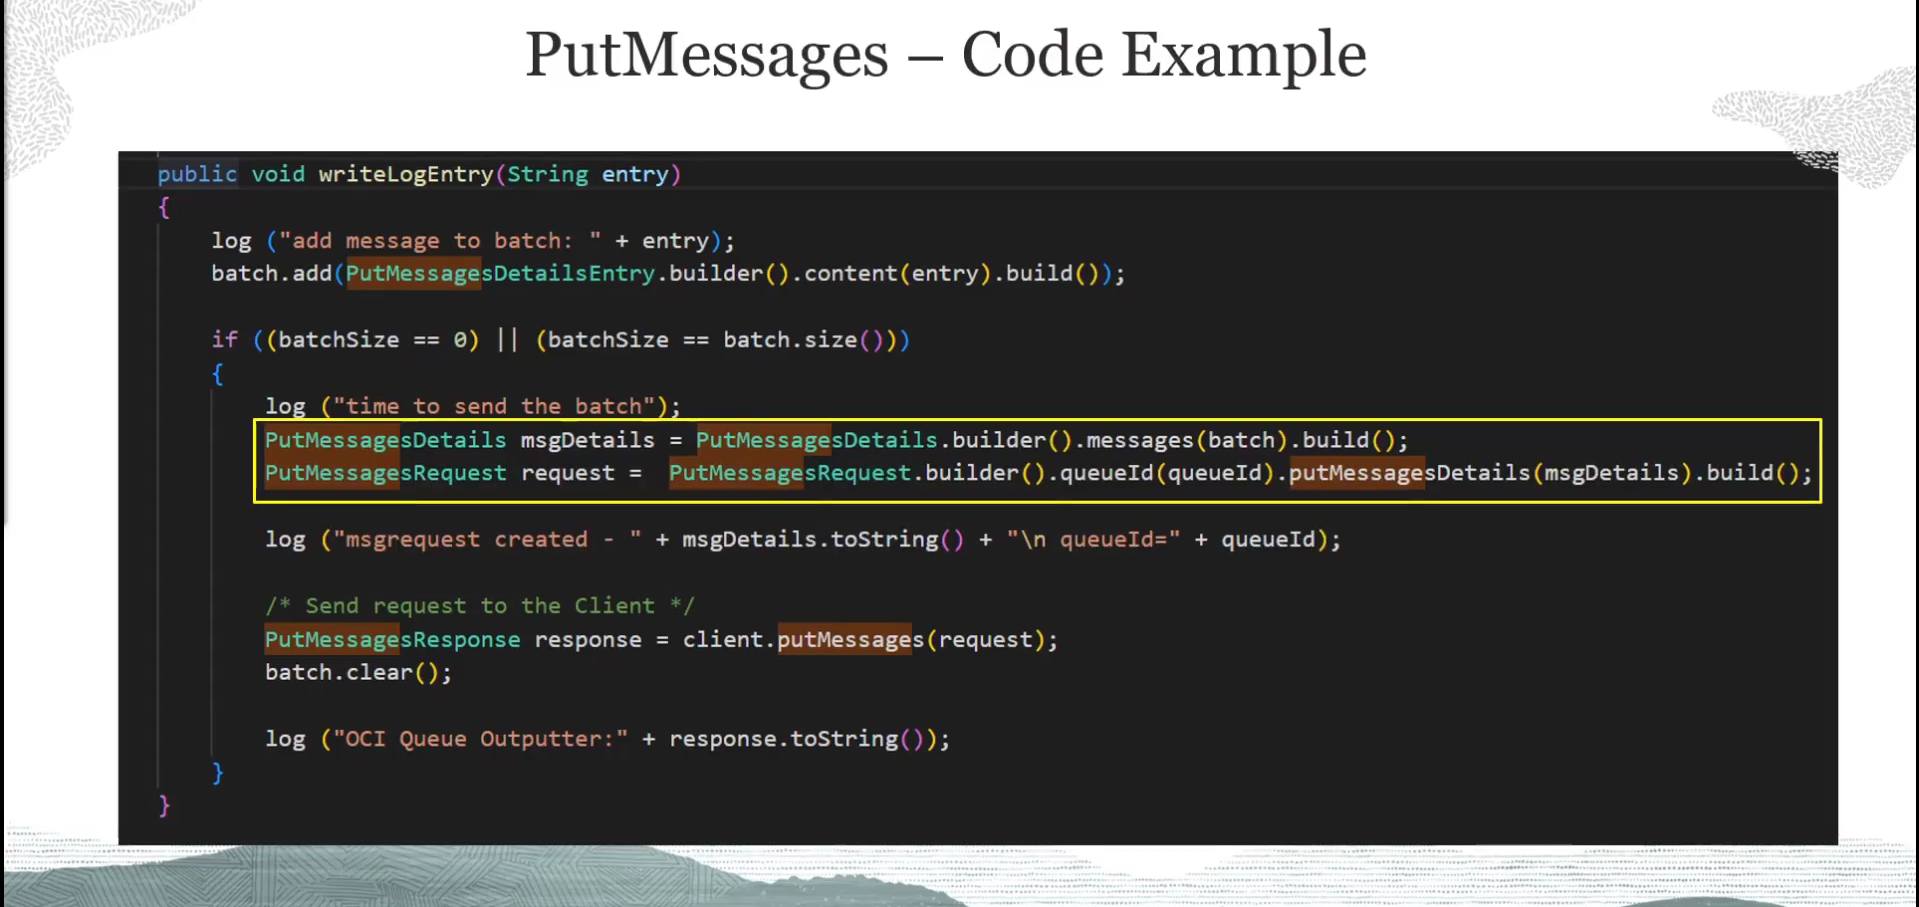 PutMessages – Code Example
public void writeLogEntry(String entry)
{
log ("add message to batch: " + entry);
batch.add(PutMessagesDetailsEntry.builder().content(entry).build());
if ((batchSize == 0) || (batchSize == batch.size()))
{
log ("time to send the batch");
PutMessagesDetails msgDetails = PutMessagesDetails.builder().messages(batch).build();
PutMessagesRequest request =  PutMessagesRequest.builder().queueId(queueId).putMessagesDetails(msgDetails).build();
log ("msgrequest created - " + msgDetails.toString() + "\n queueId=" + queueId);
/* Send request to the Client */
PutMessagesResponse response = client.putMessages(request);
batch.clear();
log ("OCI Queue Outputter:" + response.toString());
}
}